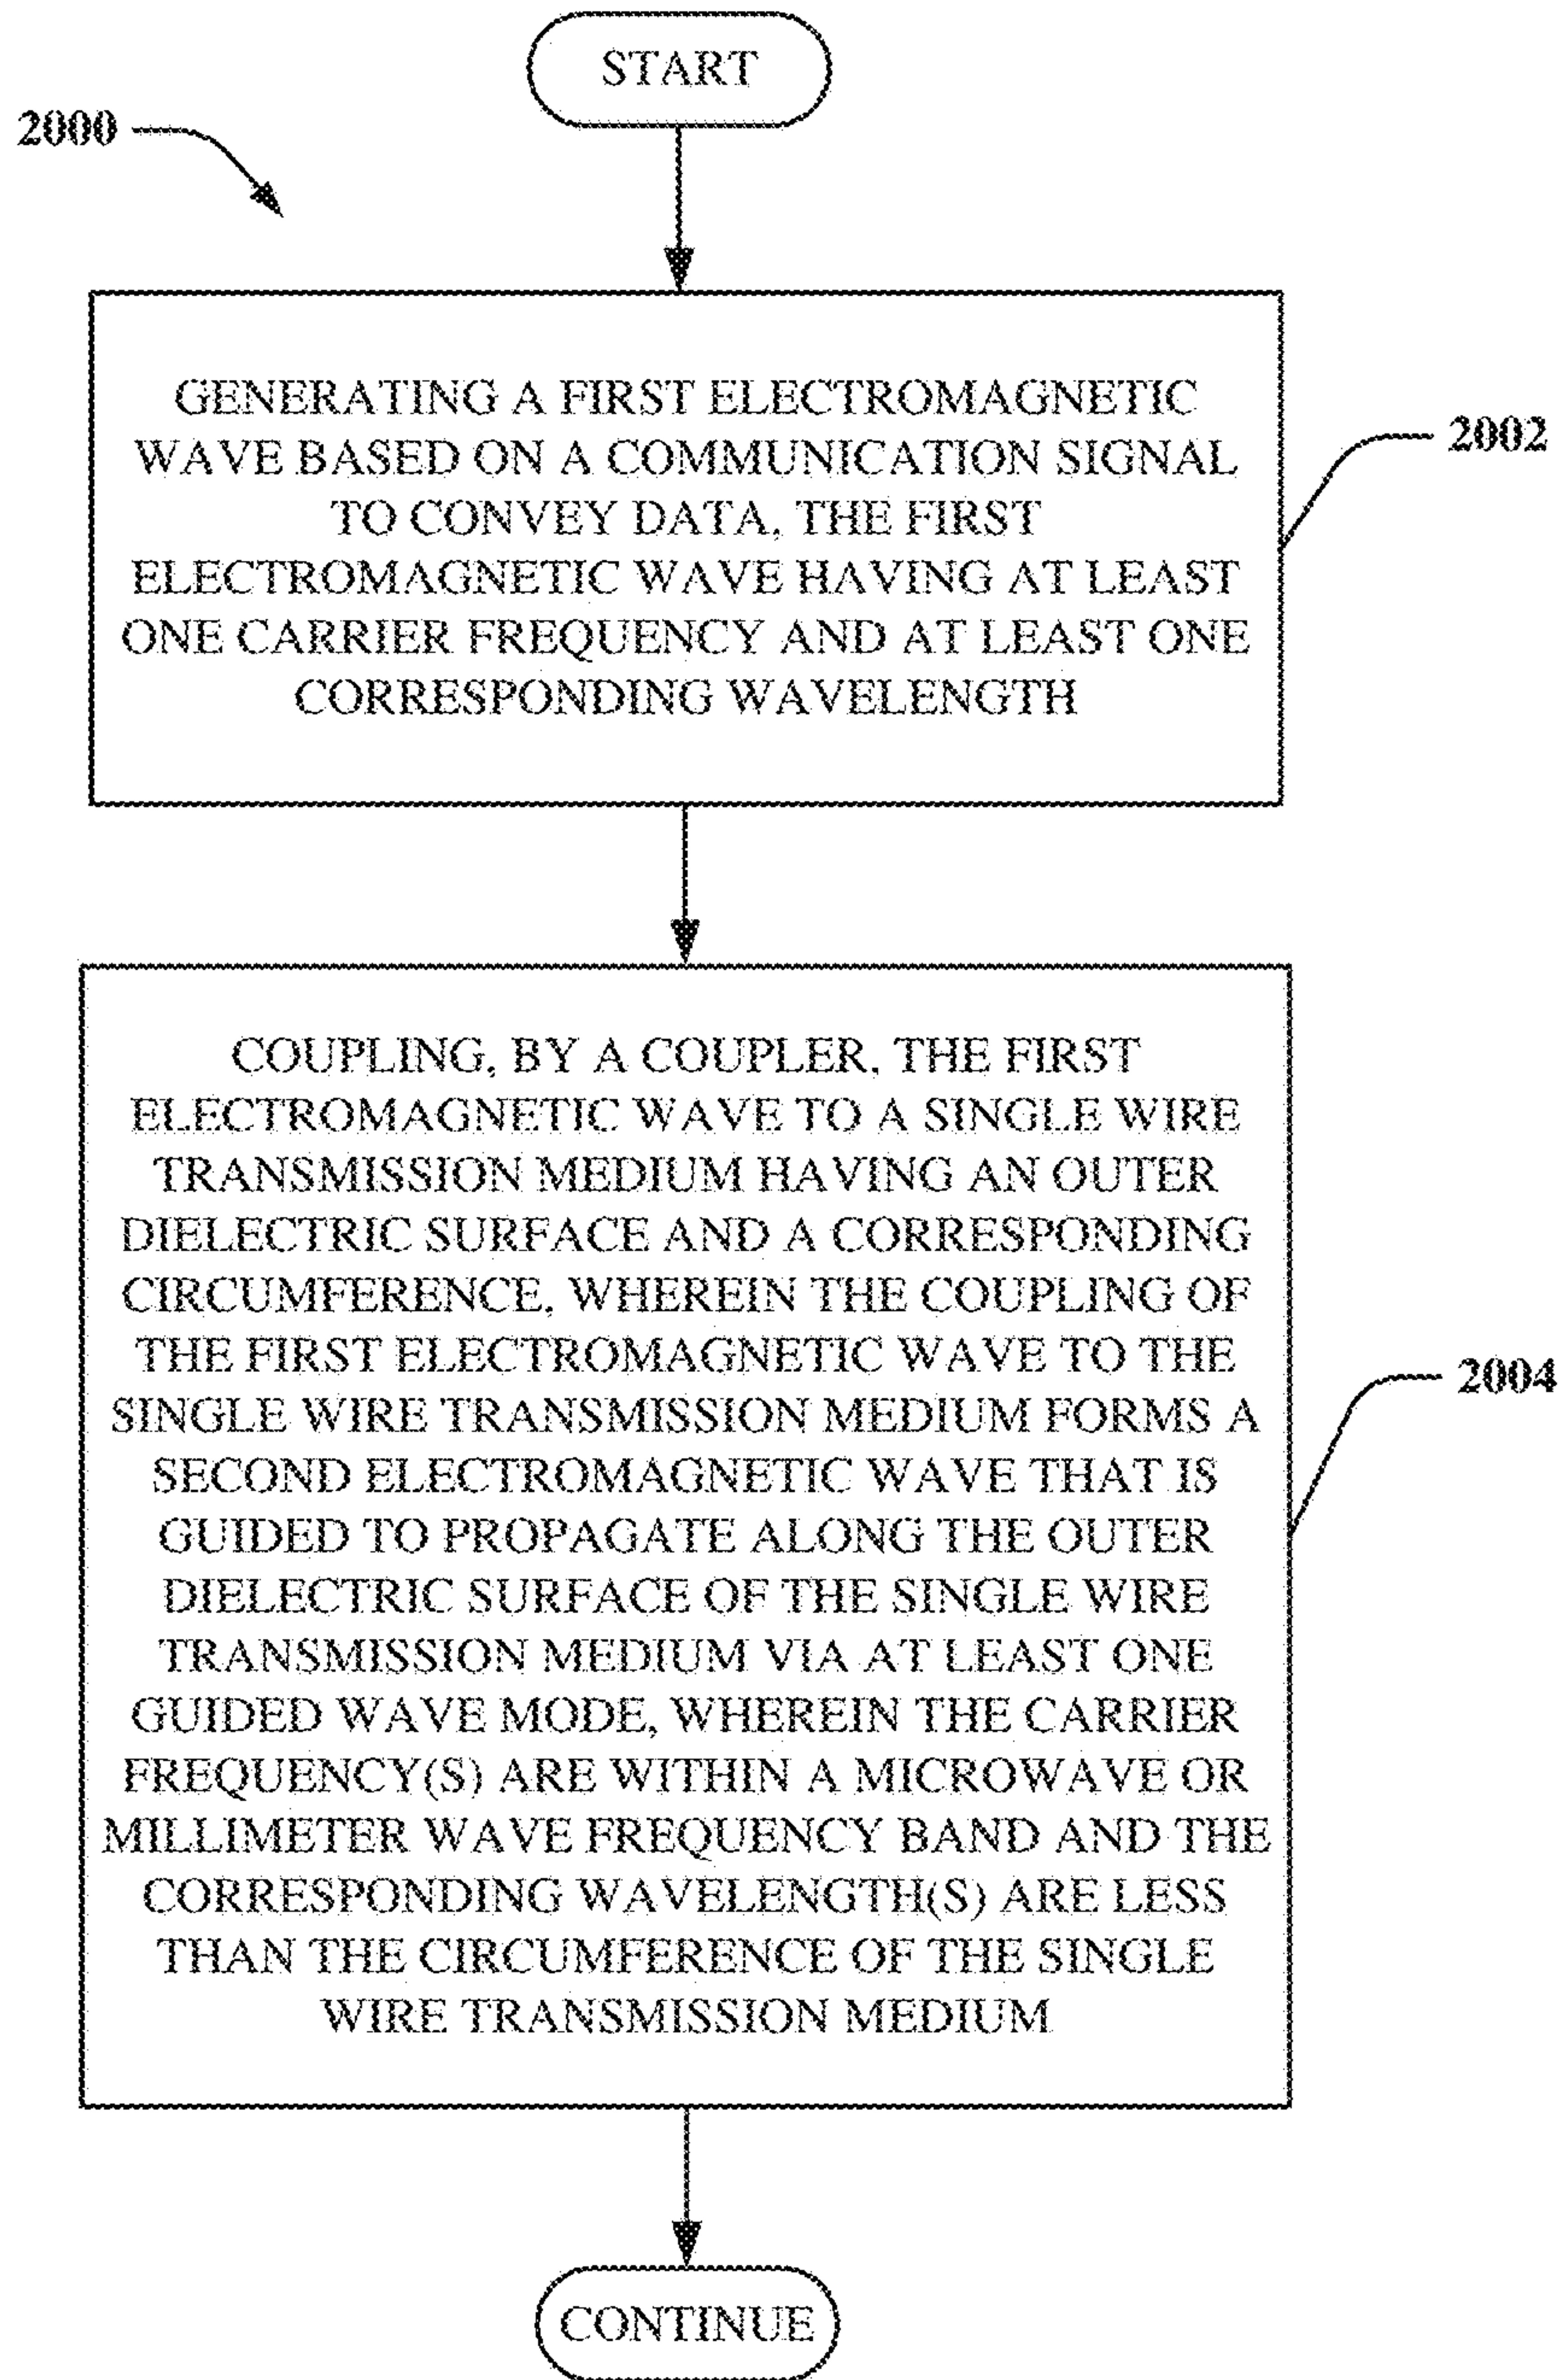 START
2000
GENERATING A FIRST ELECTROMAGNETIC
WAVE BASED ON A COMMUNICATION SIGNAL
TO CONVEY DATA, THE FIRST
ELECTROMAGNETIC WAVE HAVING AT LEAST
ONE CARRIER FREQUENCY AND AT LEAST ONE
CORRESPONDING WAVELENGTH
2002
COUPLING, BY A COUPLER, THE FIRST
ELECTROMAGNETIC WAVE TO A SINGLE WIRE
TRANSMISSION MEDIUM HAVING AN OUTER
DIELECTRIC SURFACE AND A CORRESPONDING
CIRCUMFERENCE, WHEREIN THE COUPLING OF
THE FIRST ELECTROMAGNETIC WAVE TO THE
SINGLE WIRE TRANSMISSION MEDIUM FORMS A
SECOND ELECTROMAGNETIC WAVE THAT IS
GUIDED TO PROPAGATE ALONG THE OUTER
DIELECTRIC SURFACE OF THE SINGLE WIRE
TRANSMISSION MEDIUM VIA AT LEAST ONE
GUIDED WAVE MODE, WHEREIN THE CARRIER
FREQUENCY(S) ARE WITHIN A MICROWAVE OR
MILLIMETER WAVE FREQUENCY BAND AND THE
CORRESPONDING WAVELENGTH(S) ARE LESS
THAN THE CIRCUMFERENCE OF THE SINGLE
WIRE TRANSMISSION MEDIUM
2004
CONTINUE